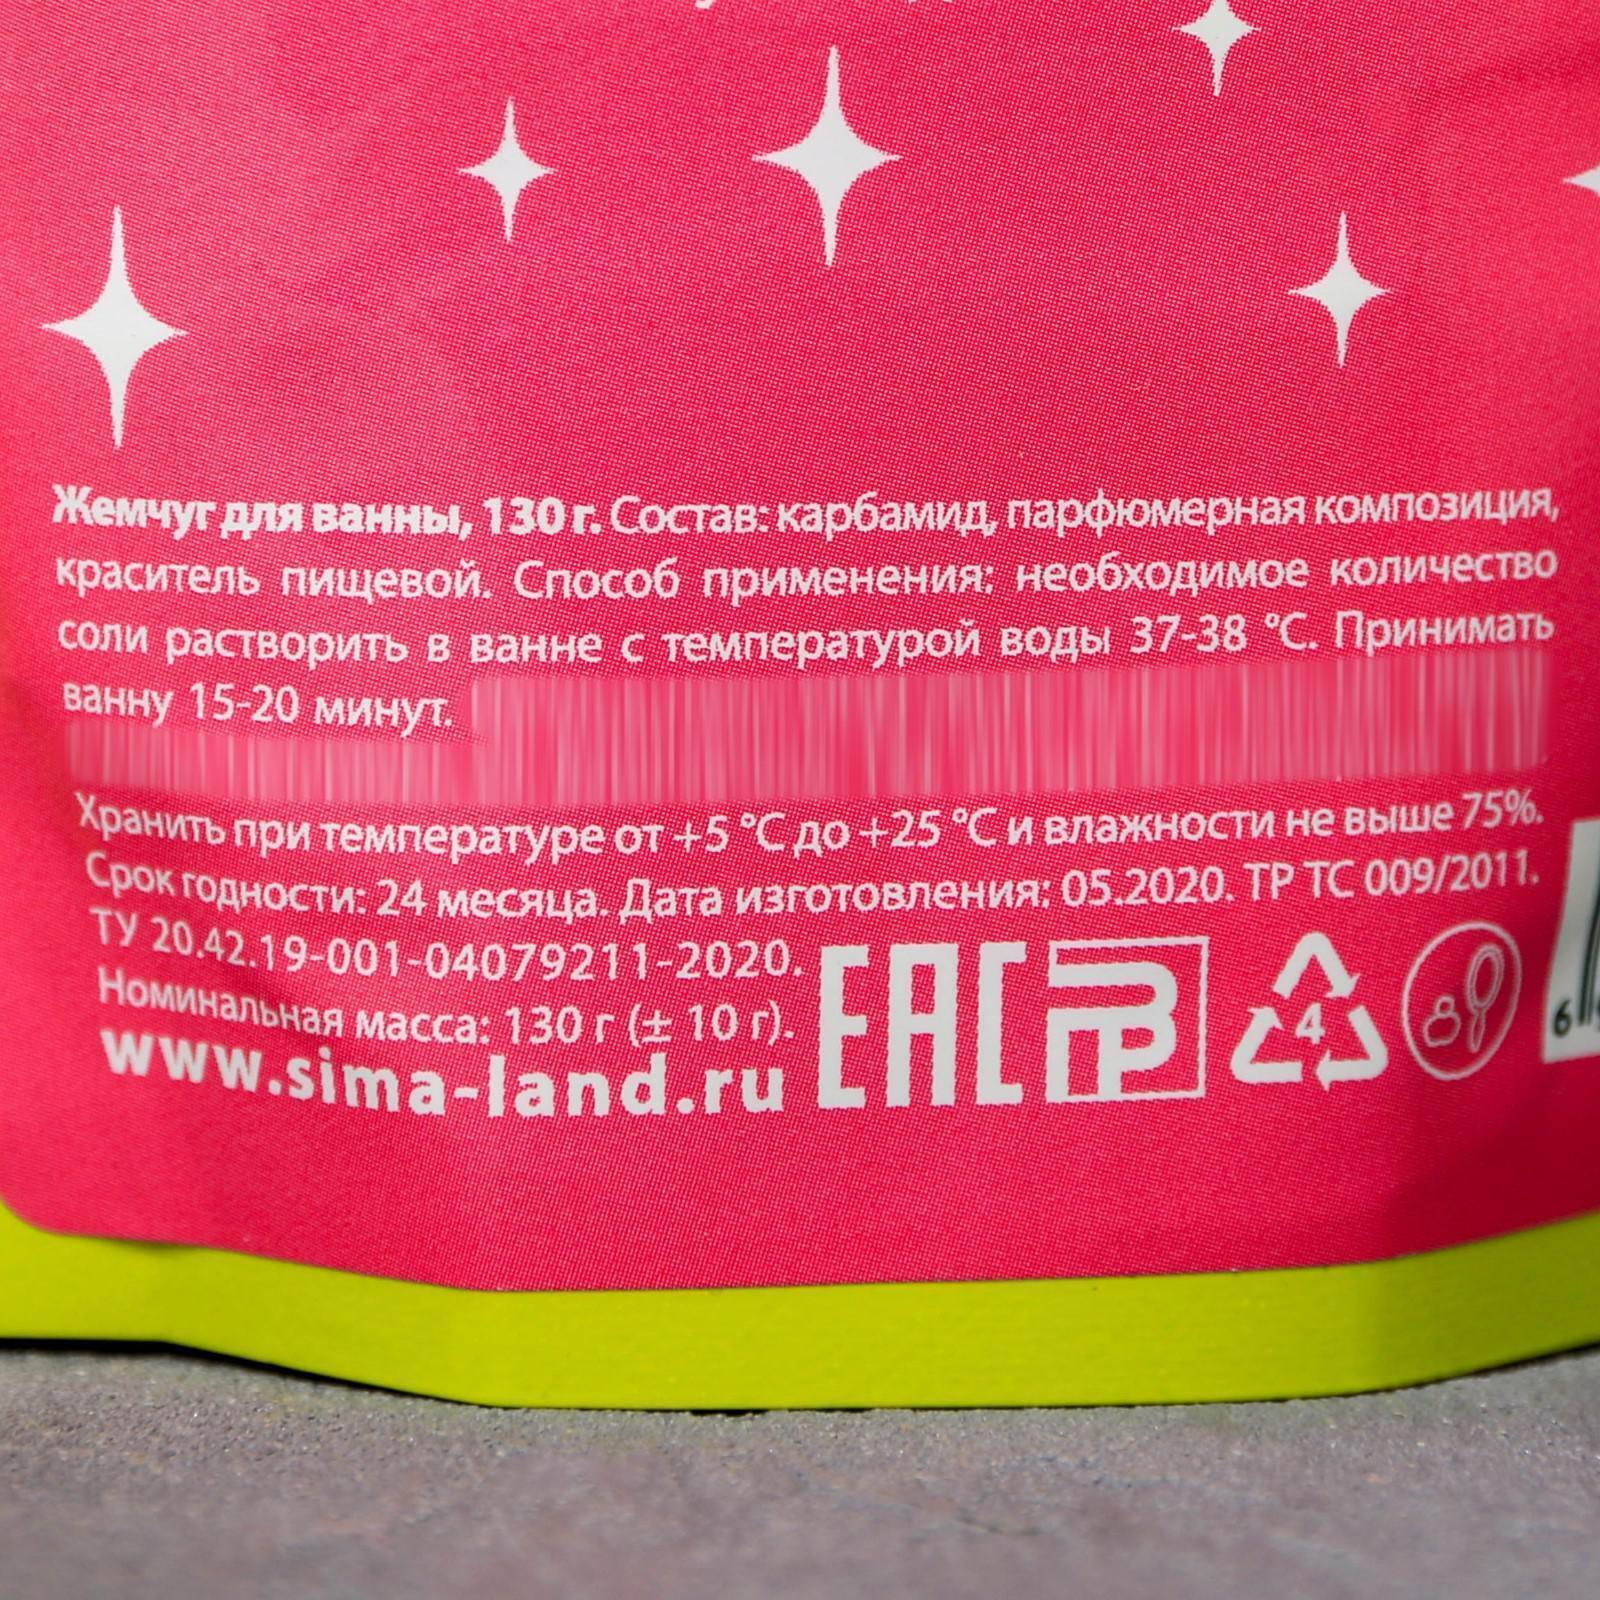 Жемчуг для ванны, 130 г. Состав: карбамид, парфюмерная композиция,
краситель пищевой. Способ применения: необходимое количество
соли растворить в ванне с температурой воды 37-38 °С. Принимать
ванну 15-20 минут.
Хранить при температуре от +5 °С до +25 °С и влажности не выше 75%.
Срок годности: 24 месяца. Дата изготовления: 05.2020. ТР ТС 009/2011.
ТУ 20.42.19-001-04079211-2020.
Номинальная масса: 130 г (± 10 г).
www.sima-land.ru
ЕАС
4
6